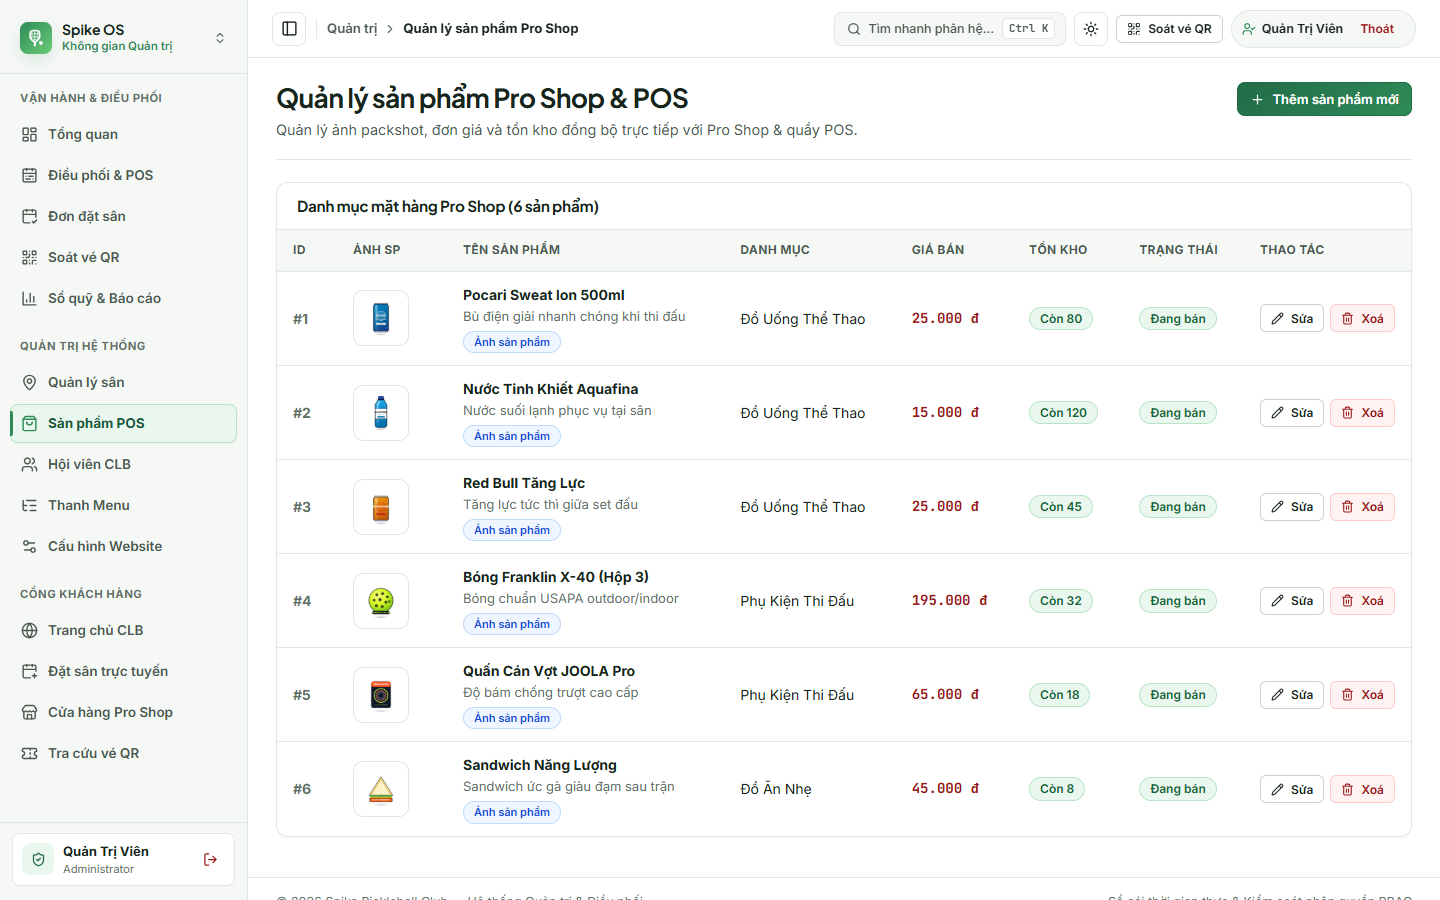 Spike OS
Không gian Quản trị
VẬN HÀNH & ĐIỀU PHỐI
Tổng quan
Điều phối & POS
Đơn đặt sân
Soát vé QR
Sổ quỹ & Báo cáo
QUẢN TRỊ HỆ THỐNG
Quản lý sân
Sản phẩm POS
Hội viên CLB
Thanh Menu
Cấu hình Website
CỔNG KHÁCH HÀNG
Trang chủ CLB
Đặt sân trực tuyến
Cửa hàng Pro Shop
Tra cứu vé QR
Quản Trị Viên
Administrator
Quản trị > Quản lý sản phẩm Pro Shop
Tìm nhanh phân hệ... Ctrl K
Soát vé QR
Quản Trị Viên Thoát
Quản lý sản phẩm Pro Shop & POS
Quản lý ảnh packshot, đơn giá và tồn kho đồng bộ trực tiếp với Pro Shop & quầy POS.
+ Thêm sản phẩm mới
Danh mục mặt hàng Pro Shop (6 sản phẩm)
ID ẢNH SP TÊN SẢN PHẨM DANH MỤC GIÁ BÁN TỒN KHO TRẠNG THÁI THAO TÁC
#1 Pocari Sweat Ion 500ml
Bù điện giải nhanh chóng khi thi đấu
Ảnh sản phẩm
Đồ Uống Thể Thao 25.000 đ Còn 80 Đang bán Sửa Xoá
#2 Nước Tinh Khiết Aquafina
Nước suối lạnh phục vụ tại sân
Ảnh sản phẩm
Đồ Uống Thể Thao 15.000 đ Còn 120 Đang bán Sửa Xoá
#3 Red Bull Tăng Lực
Tăng lực tức thì giữa set đấu
Ảnh sản phẩm
Đồ Uống Thể Thao 25.000 đ Còn 45 Đang bán Sửa Xoá
#4 Bóng Franklin X-40 (Hộp 3)
Bóng chuẩn USAPA outdoor/indoor
Ảnh sản phẩm
Phụ Kiện Thi Đấu 195.000 đ Còn 32 Đang bán Sửa Xoá
#5 Quấn Cán Vợt JOOLA Pro
Độ bám chống trượt cao cấp
Ảnh sản phẩm
Phụ Kiện Thi Đấu 65.000 đ Còn 18 Đang bán Sửa Xoá
#6 Sandwich Năng Lượng
Sandwich ức gà giàu đạm sau trận
Ảnh sản phẩm
Đồ Ăn Nhẹ 45.000 đ Còn 8 Đang bán Sửa Xoá